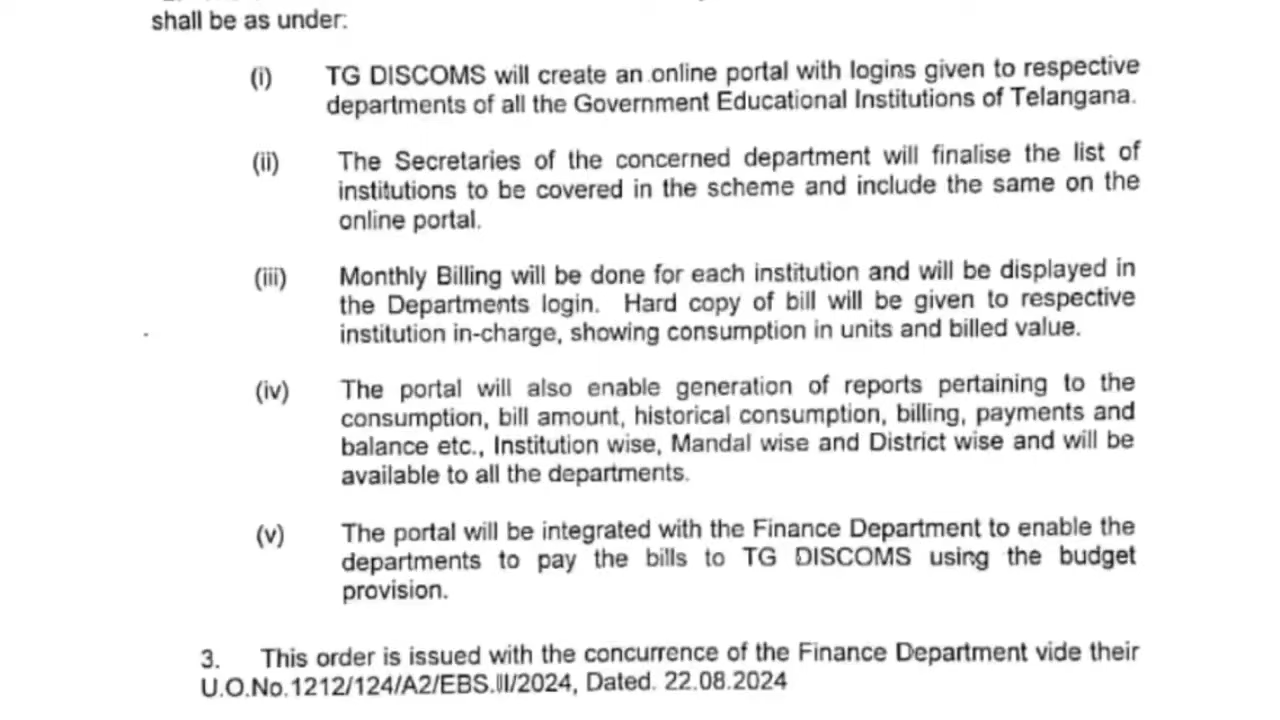 shall be as under:
(i) TG DISCOMS will create an online portal with logins given to respective
departments of all the Government Educational Institutions of Telangana.
(ii) The Secretaries of the concerned department will finalise the list of
institutions to be covered in the scheme and include the same on the
online portal.
(iii) Monthly Billing will be done for each institution and will be displayed in
the Departments login. Hard copy of bill will be given to respective
institution in-charge, showing consumption in units and billed value.
(iv) The portal will also enable generation of reports pertaining to the
consumption, bill amount, historical consumption, billing, payments and
balance etc., Institution wise, Mandal wise and District wise and will be
available to all the departments.
(v) The portal will be integrated with the Finance Department to enable the
departments to pay the bills to TG DISCOMS using the budget
provision.
3. This order is issued with the concurrence of the Finance Department vide their
U.O.No.1212/124/A2/EBS.II/2024, Dated. 22.08.2024